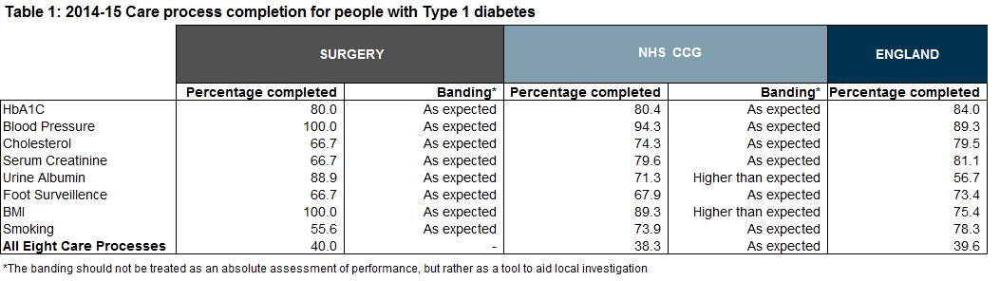 Table 1: 2014-15 Care process completion for people with Type 1 diabetes
SURGERY NHS CCG ENGLAND
Percentage completed Banding* Percentage completed Banding* Percentage completed
HbA1C 80.0 As expected 80.4 As expected 84.0
Blood Pressure 100.0 As expected 94.3 As expected 89.3
Cholesterol 66.7 As expected 74.3 As expected 79.5
Serum Creatinine 66.7 As expected 79.6 As expected 81.1
Urine Albumin 88.9 As expected 71.3 Higher than expected 56.7
Foot Surveillence 66.7 As expected 67.9 As expected 73.4
BMI 100.0 As expected 89.3 Higher than expected 75.4
Smoking 55.6 As expected 73.9 As expected 78.3
All Eight Care Processes 40.0 - 38.3 As expected 39.6
*The banding should not be treated as an absolute assessment of performance, but rather as a tool to aid local investigation